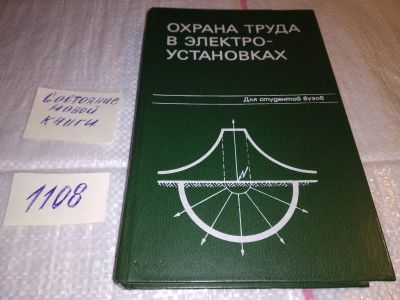 ОХРАНА ТРУДА
В ЭЛЕКТРО-
УСТАНОВКАХ
Для студентов вузов
Состояние
новой
книги
1108